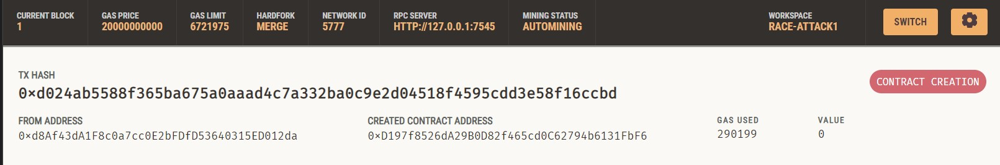 CURRENT BLOCK GAS PRICE GAS LIMIT HARDFORK NETWORK ID RPC SERVER MINING STATUS WORKSPACE
1 20000000000 6721975 MERGE 5777 HTTP://127.0.0.1:7545 AUTOMINING RACE-ATTACK1 SWITCH
TX HASH
0×d024ab5588f365ba675a0aaad4c7a332ba0c9e2d04518f4595cdd3e58f16ccbd CONTRACT CREATION
FROM ADDRESS CREATED CONTRACT ADDRESS GAS USED VALUE
0×d8Af43dA1F8c0a7cc0E2bFDfD53640315ED012da 0×D197f8526dA29B0D82f465cd0C62794b6131FbF6 290199 0